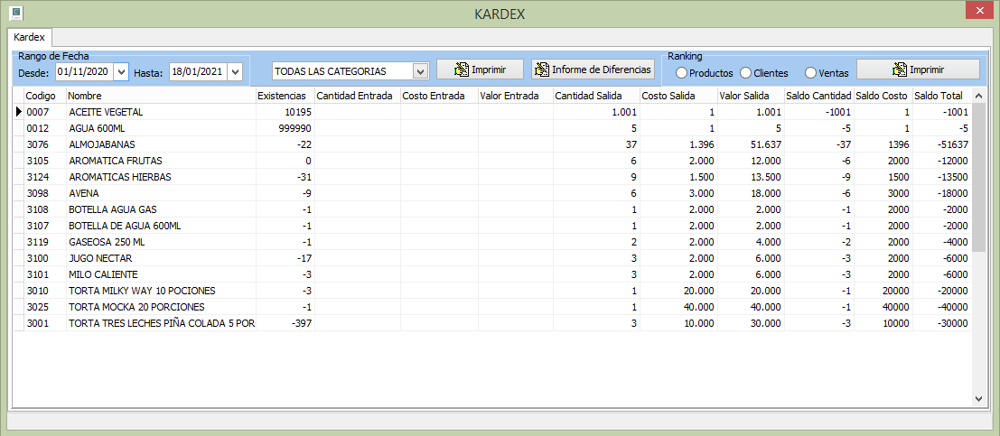 KARDEX
Kardex
Rango de Fecha
Desde: 01/11/2020 Hasta: 18/01/2021 TODAS LAS CATEGORIAS Imprimir Informe de Diferencias
Ranking
Productos Clientes Ventas Imprimir
Codigo Nombre Existencias Cantidad Entrada Costo Entrada Valor Entrada Cantidad Salida Costo Salida Valor Salida Saldo Cantidad Saldo Costo Saldo Total
0007 ACEITE VEGETAL 10195 1.001 1 1.001 -1001 1 -1001
0012 AGUA 600ML 999990 5 1 5 -5 1 -5
3076 ALMOJABANAS -22 37 1.396 51.637 -37 1396 -51637
3105 AROMATICA FRUTAS 0 6 2.000 12.000 -6 2000 -12000
3124 AROMATICAS HIERBAS -31 9 1.500 13.500 -9 1500 -13500
3098 AVENA -9 6 3.000 18.000 -6 3000 -18000
3108 BOTELLA AGUA GAS -1 1 2.000 2.000 -1 2000 -2000
3107 BOTELLA DE AGUA 600ML -1 1 2.000 2.000 -1 2000 -2000
3119 GASEOSA 250 ML -1 2 2.000 4.000 -2 2000 -4000
3100 JUGO NECTAR -17 3 2.000 6.000 -3 2000 -6000
3101 MILO CALIENTE -3 3 2.000 6.000 -3 2000 -6000
3010 TORTA MILKY WAY 10 POCIONES -3 1 20.000 20.000 -1 20000 -20000
3025 TORTA MOCKA 20 PORCIONES -1 1 40.000 40.000 -1 40000 -40000
3001 TORTA TRES LECHES PIÑA COLADA 5 POR -397 3 10.000 30.000 -3 10000 -30000